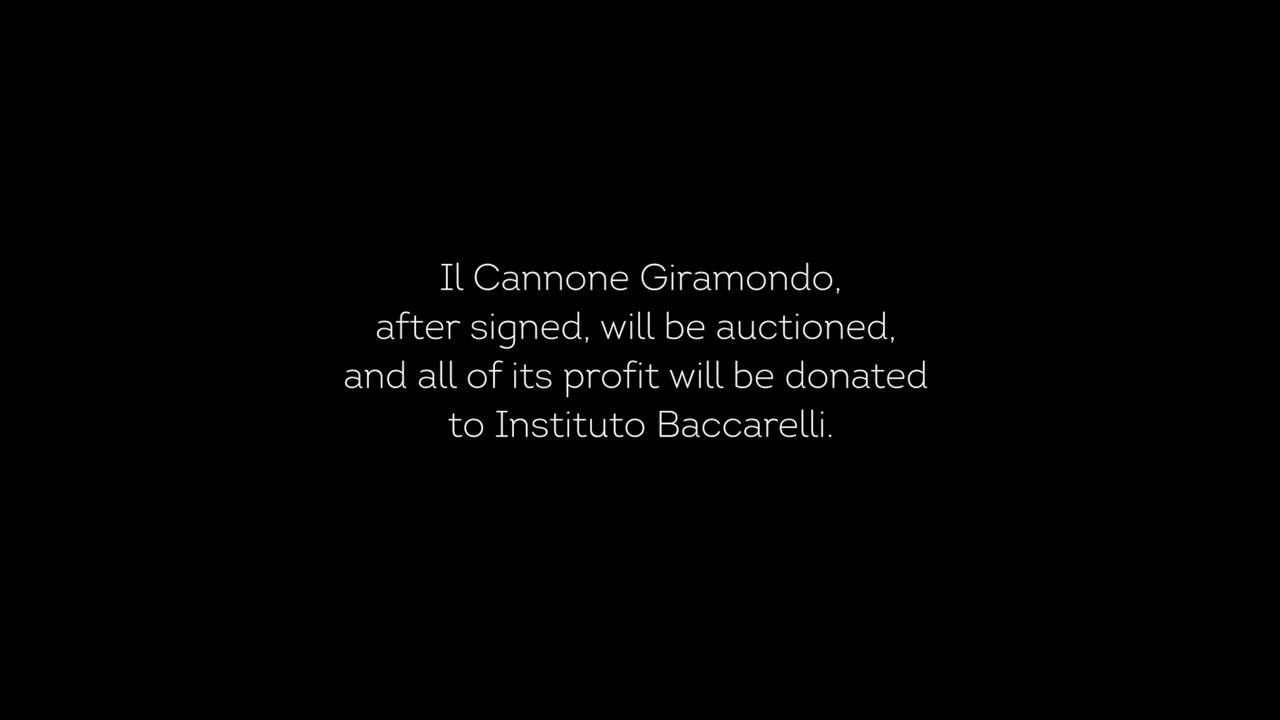 Il Cannone Giramondo,
after signed, will be auctioned,
and all of its profit will be donated
to Instituto Baccarelli.